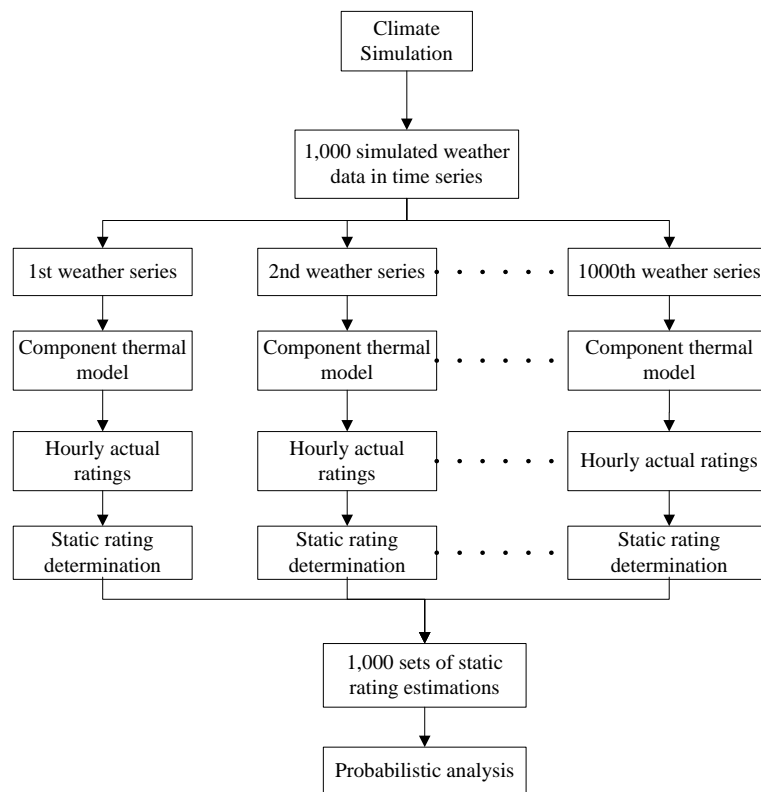 Climate
Simulation
1,000 simulated weather
data in time series
1st weather series
2nd weather series
1000th weather series
Component thermal
model
Component thermal
model
Component thermal
model
Hourly actual
ratings
Hourly actual
ratings
Hourly actual ratings
Static rating
determination
Static rating
determination
Static rating
determination
1,000 sets of static
rating estimations
Probabilistic analysis